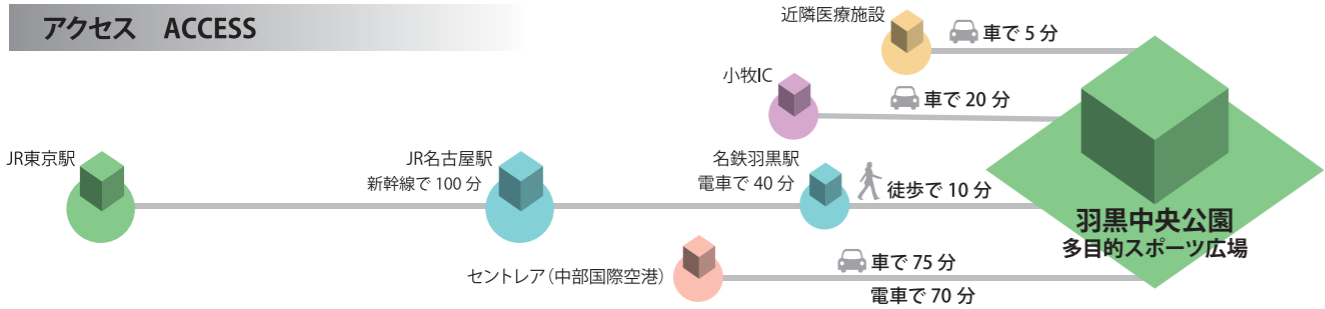 アクセス ACCESS
近隣医療施設
車で 5 分
小牧IC
車で 20 分
JR東京駅
JR名古屋駅
新幹線で 100 分
名鉄羽黒駅
電車で 40 分
徒歩で 10 分
羽黒中央公園
多目的スポーツ広場
セントレア(中部国際空港)
車で 75 分
電車で 70 分